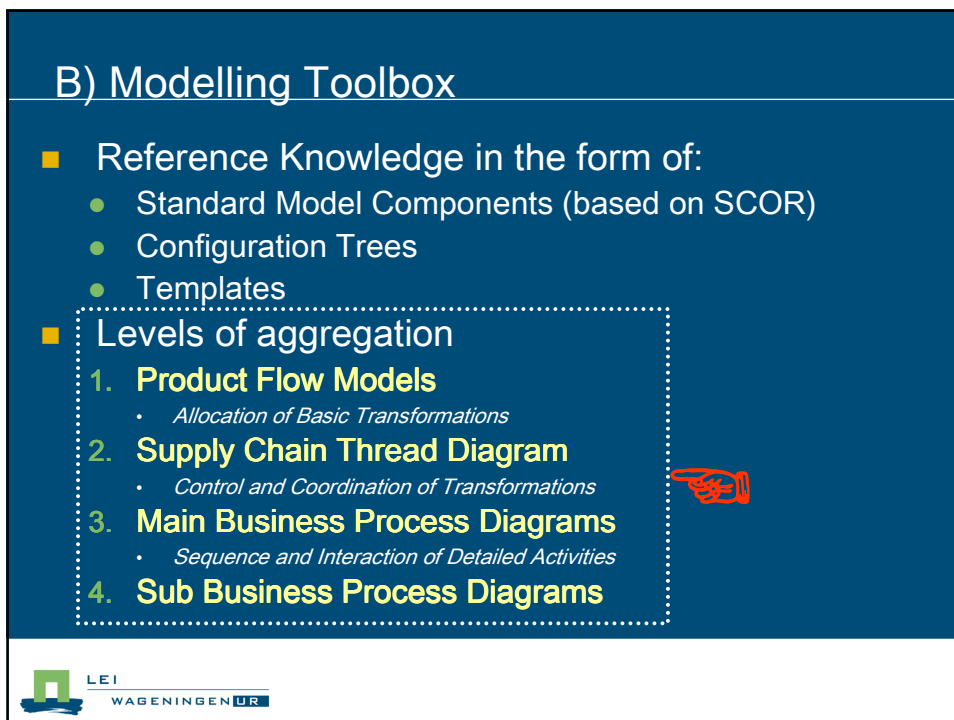 B) Modelling Toolbox
Reference Knowledge in the form of:
Standard Model Components (based on SCOR)
Configuration Trees
Templates
Levels of aggregation
1. Product Flow Models
• Allocation of Basic Transformations
2. Supply Chain Thread Diagram
• Control and Coordination of Transformations
3. Main Business Process Diagrams
• Sequence and Interaction of Detailed Activities
4. Sub Business Process Diagrams
LEI
WAGENINGEN UR